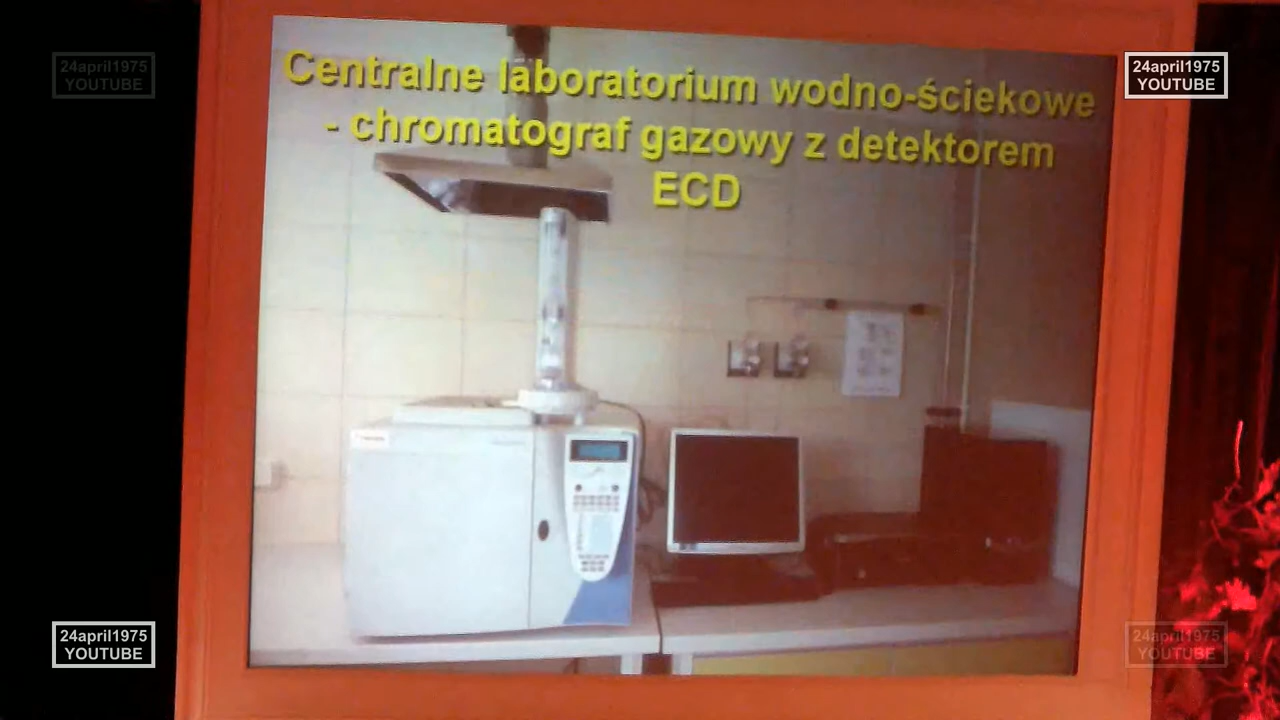 24april1975
YOUTUBE
24april1975
YOUTUBE
Centralne laboratorium wodno-ściekowe
- chromatograf gazowy z detektorem
ECD
24april1975
YOUTUBE
24april1975
YOUTUBE